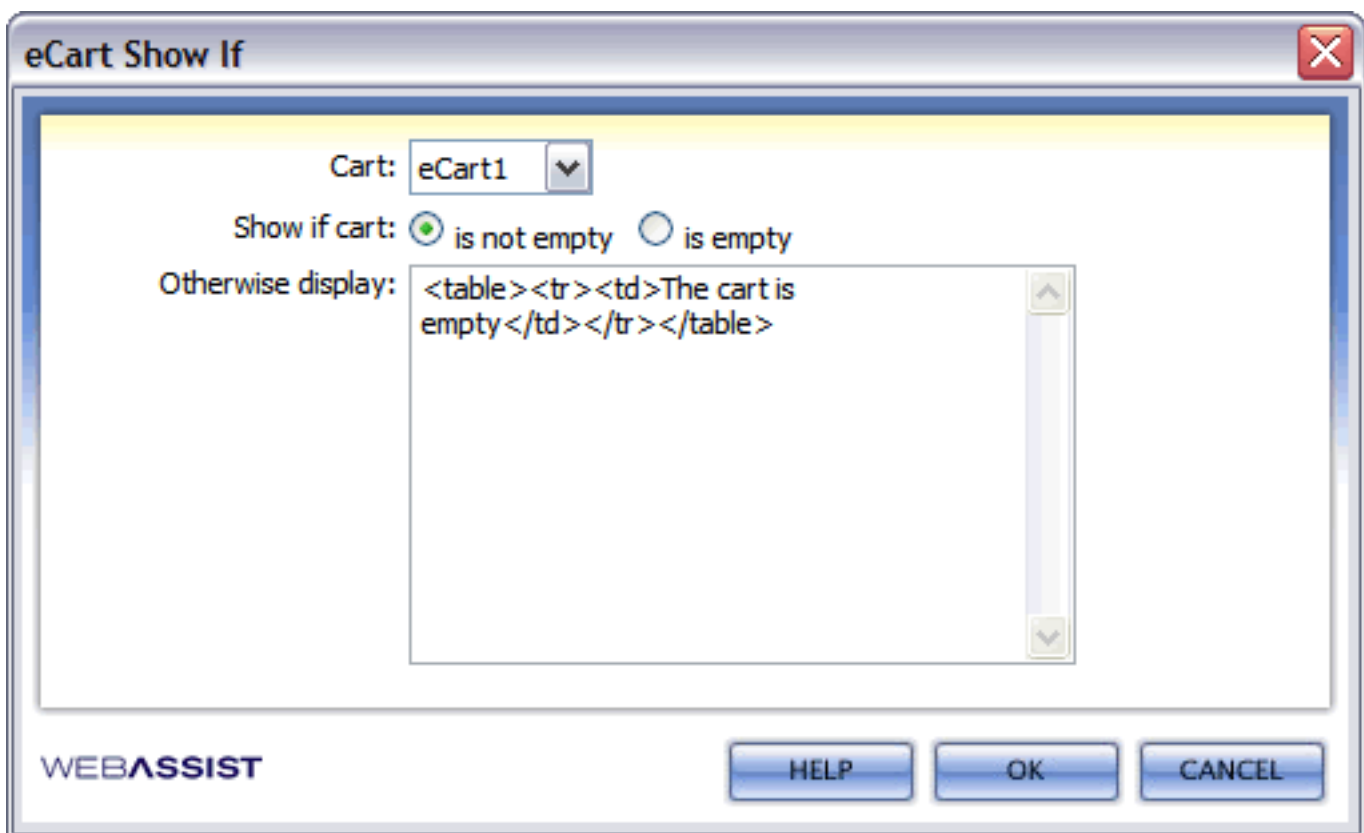 eCart Show If
Cart: eCart1
Show if cart: is not empty is empty
Otherwise display: <table><tr><td>The cart is
empty</td></tr></table>
WEBASSIST HELP OK CANCEL